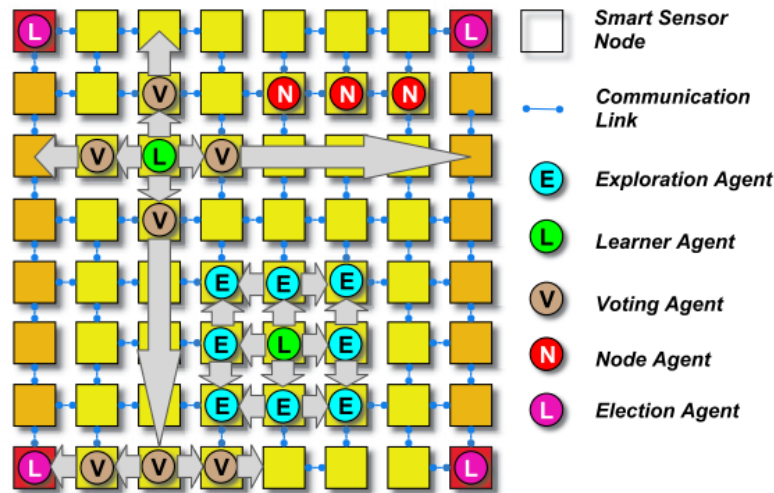 L L Smart Sensor
Node
V N N N Communication
Link
V L V
E Exploration Agent
V
L Learner Agent
E E E
V Voting Agent
E L E
N Node Agent
E E E
L Election Agent
L V V V L